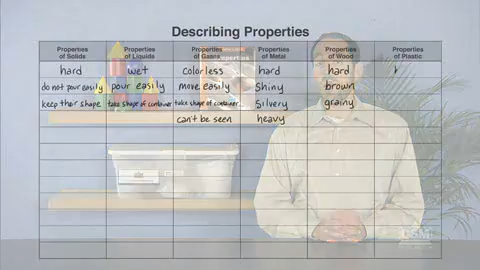 Describing Properties
Properties of Solids Properties of Liquids Properties of Gases Properties of Metal Properties of Wood Properties of Plastic
hard wet colorless hard hard
do not pour easily pour easily move easily shiny brown
keep their shape take shape of container take shape of container silvery grainy
can't be seen heavy